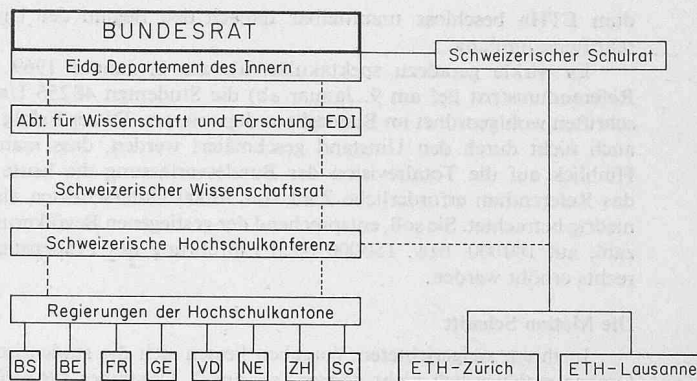 BUNDESRAT
Eidg. Departement des Innern
Schweizerischer Schulrat
Abt. für Wissenschaft und Forschung EDI
Schweizerischer Wissenschaftsrat
Schweizerische Hochschulkonferenz
Regierungen der Hochschulkantone
BS BE FR GE VD NE ZH SG
ETH-Zürich ETH-Lausanne